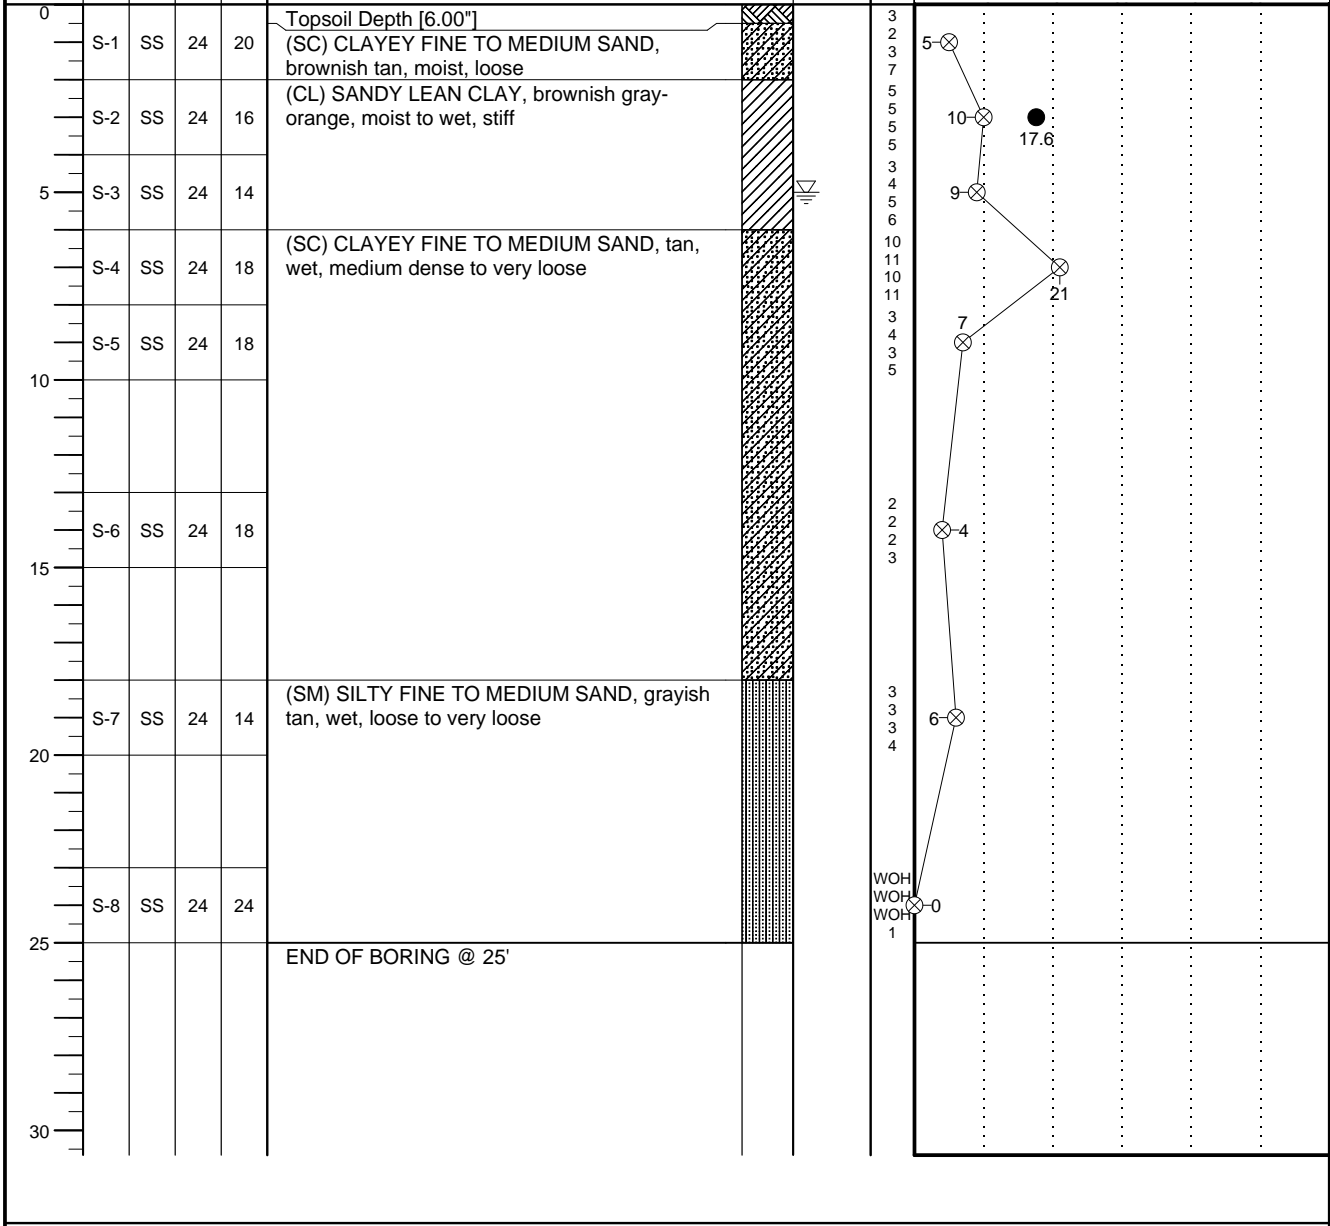 0
Topsoil Depth [6.00"]
S-1 SS 24 20
(SC) CLAYEY FINE TO MEDIUM SAND,
brownish tan, moist, loose
3
2
3
7
5
(CL) SANDY LEAN CLAY, brownish gray-
orange, moist to wet, stiff
S-2 SS 24 16
5
5
5
5
10
17.6
5
S-3 SS 24 14
3
4
5
6
9
(SC) CLAYEY FINE TO MEDIUM SAND, tan,
wet, medium dense to very loose
S-4 SS 24 18
10
11
10
11
21
S-5 SS 24 18
3
4
3
5
7
10
S-6 SS 24 18
2
2
2
3
4
15
(SM) SILTY FINE TO MEDIUM SAND, grayish
tan, wet, loose to very loose
S-7 SS 24 14
3
3
3
4
6
20
S-8 SS 24 24
WOH
WOH
WOH
1
0
25
END OF BORING @ 25'
30